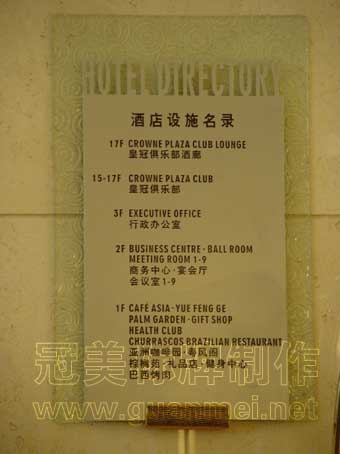 HOTEL DIRECTORY
酒店设施名录
17F CROWNE PLAZA CLUB LOUNGE
皇冠俱乐部酒廊
15-17F CROWNE PLAZA CLUB
皇冠俱乐部
3F EXECUTIVE OFFICE
行政办公室
2F BUSINESS CENTRE · BALL ROOM
MEETING ROOM 1-9
商务中心 · 宴会厅
会议室1-9
1F CAFÉ ASIA · YUE FENG GE
PALM GARDEN · GIFT SHOP
HEALTH CLUB
CHURRASCOS BRAZILIAN RESTAURANT
亚洲咖啡园 · 粤风阁
棕榈苑 · 礼品店 · 健身中心
巴西烤肉
冠美标牌制作
www.guanmei.net